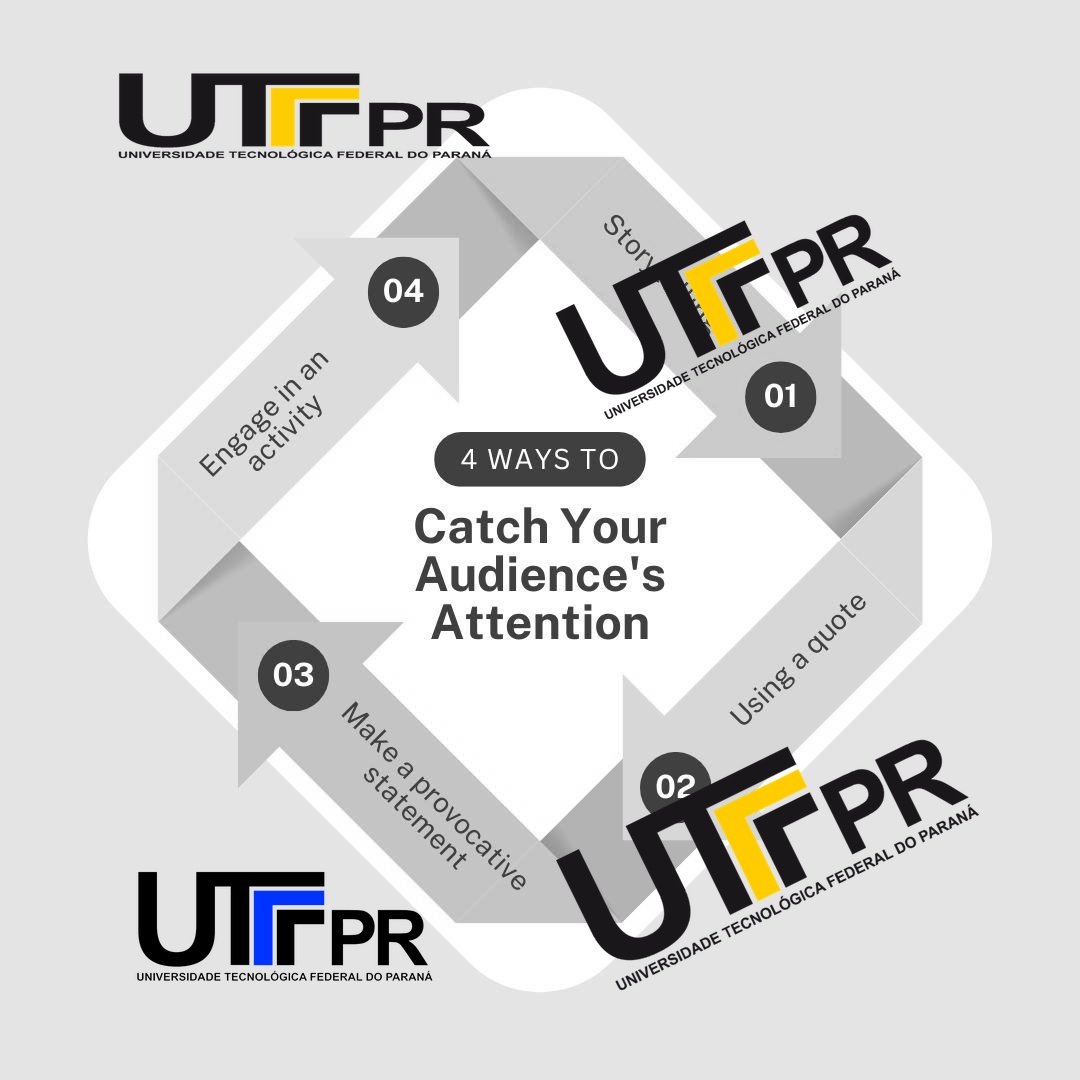 UTFPR
UNIVERSIDADE TECNOLÓGICA FEDERAL DO PARANÁ
Story
UTFPR
UNIVERSIDADE TECNOLÓGICA FEDERAL DO PARANÁ
01
04
Engage in an
activity
4 WAYS TO
Catch Your
Audience's
Attention
Using a quote
02
03
Make a provocative
statement
UTFPR
UNIVERSIDADE TECNOLÓGICA FEDERAL DO PARANÁ
UTFPR
UNIVERSIDADE TECNOLÓGICA FEDERAL DO PARANÁ